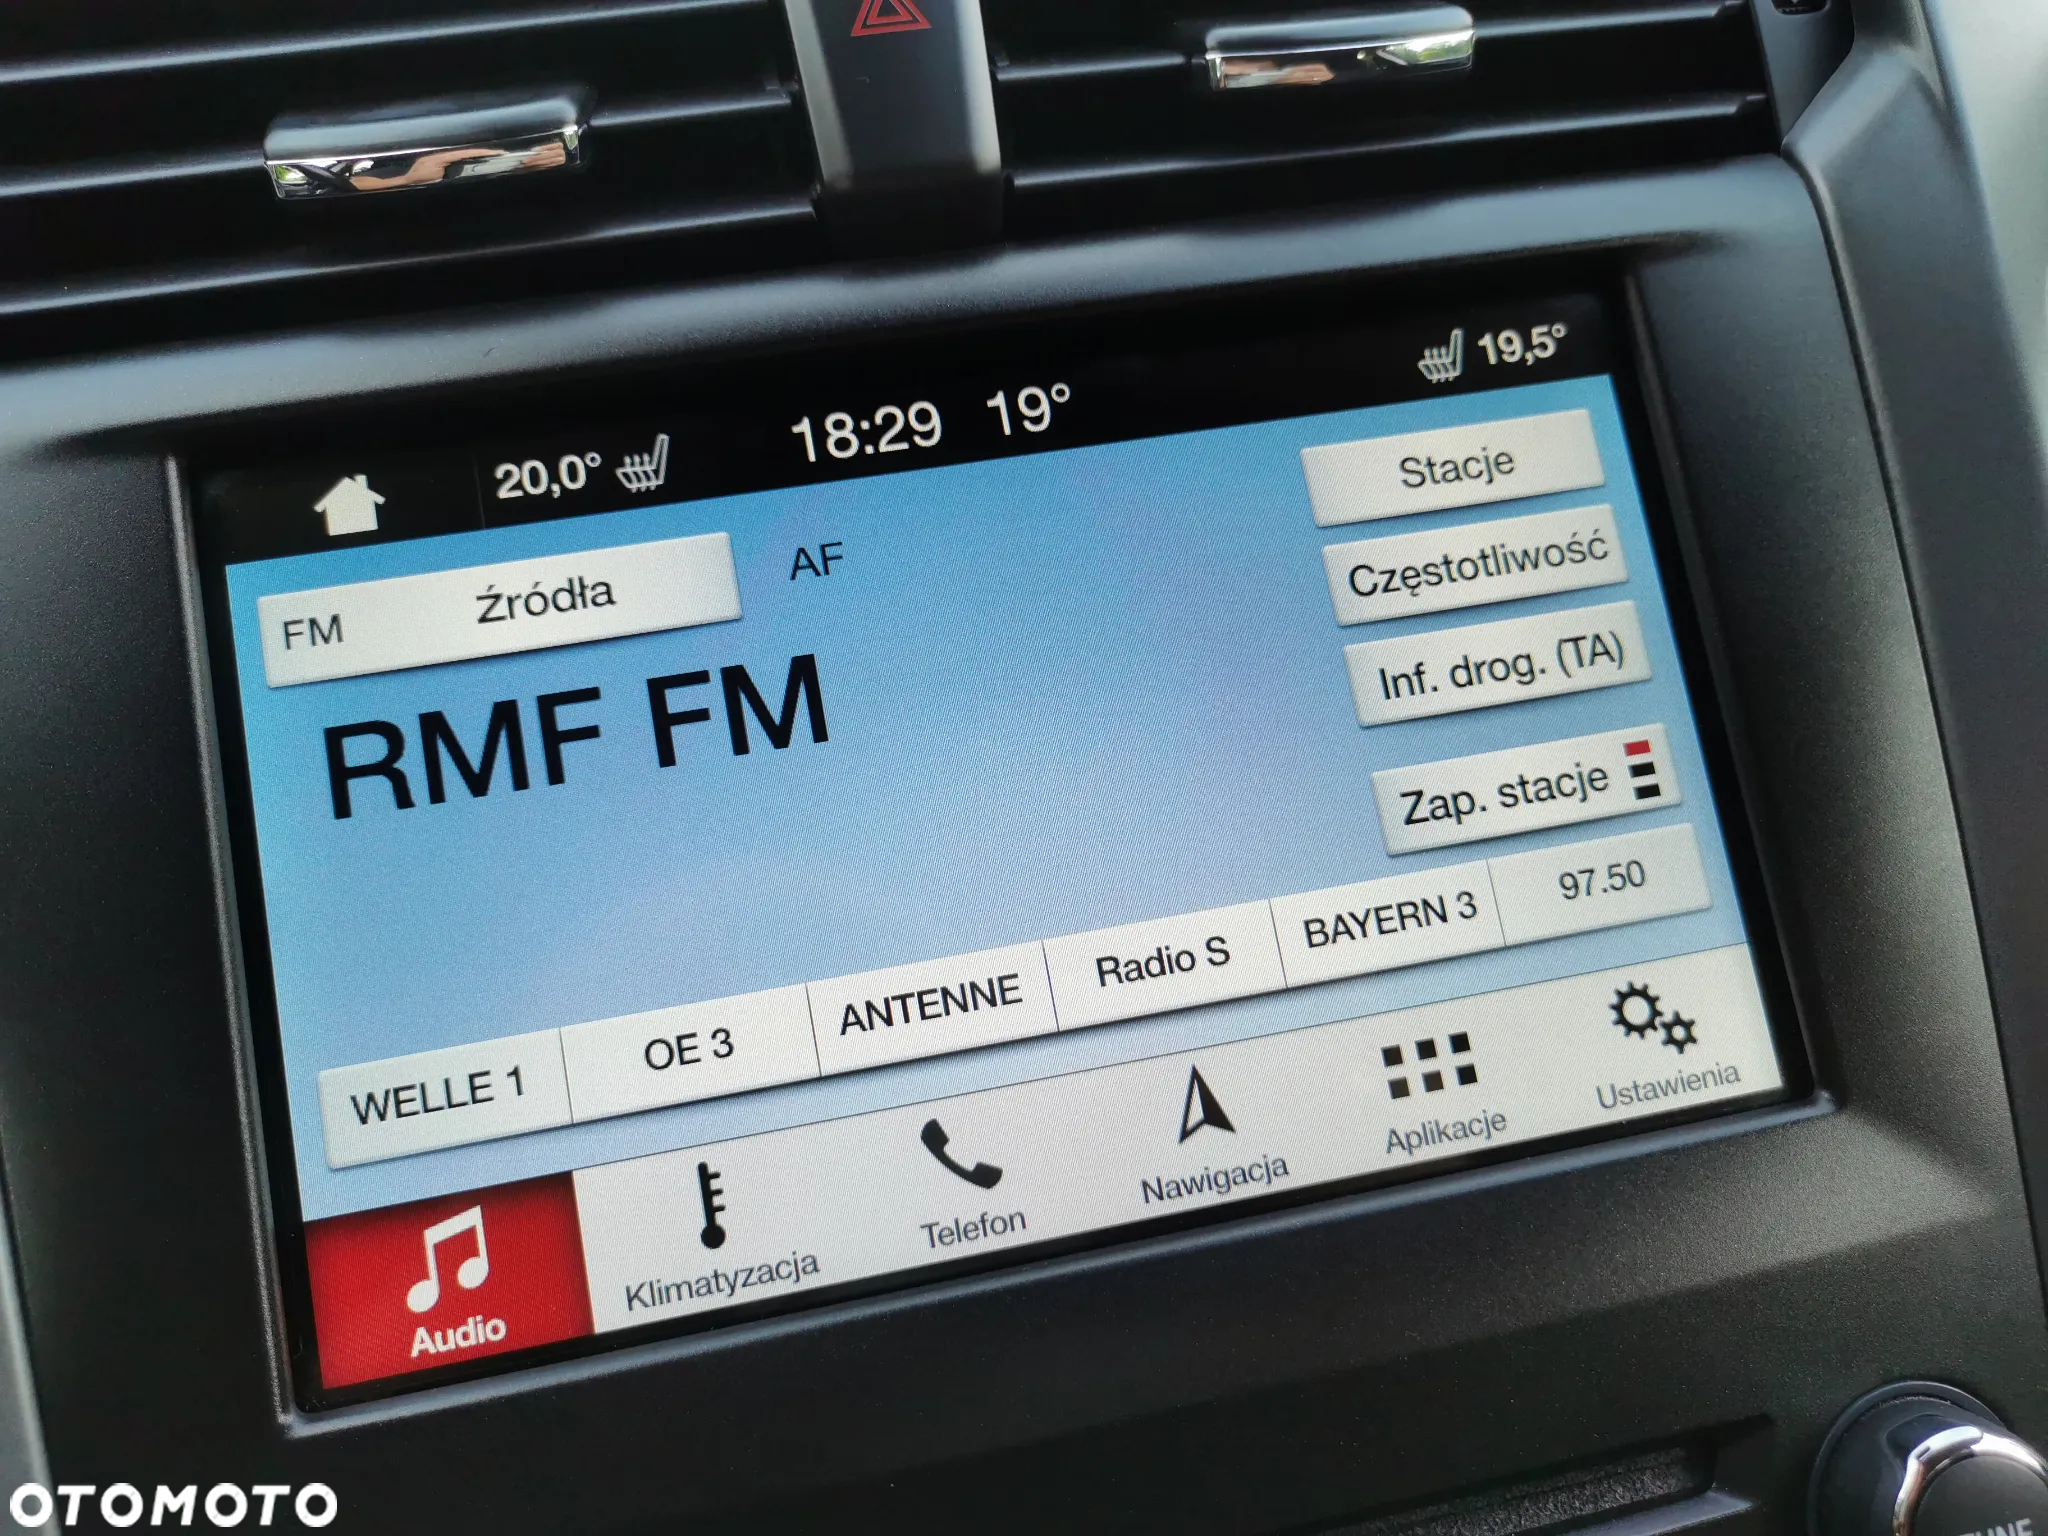 20,0° 18:29 19° 19,5°
FM Źródła AF Stacje
Częstotliwość
RMF FM
Inf. drog. (TA)
Zap. stacje
WELLE 1 OE 3 ANTENNE Radio S BAYERN 3 97.50
Audio Klimatyzacja Telefon Nawigacja Aplikacje Ustawienia
OTOMOTO